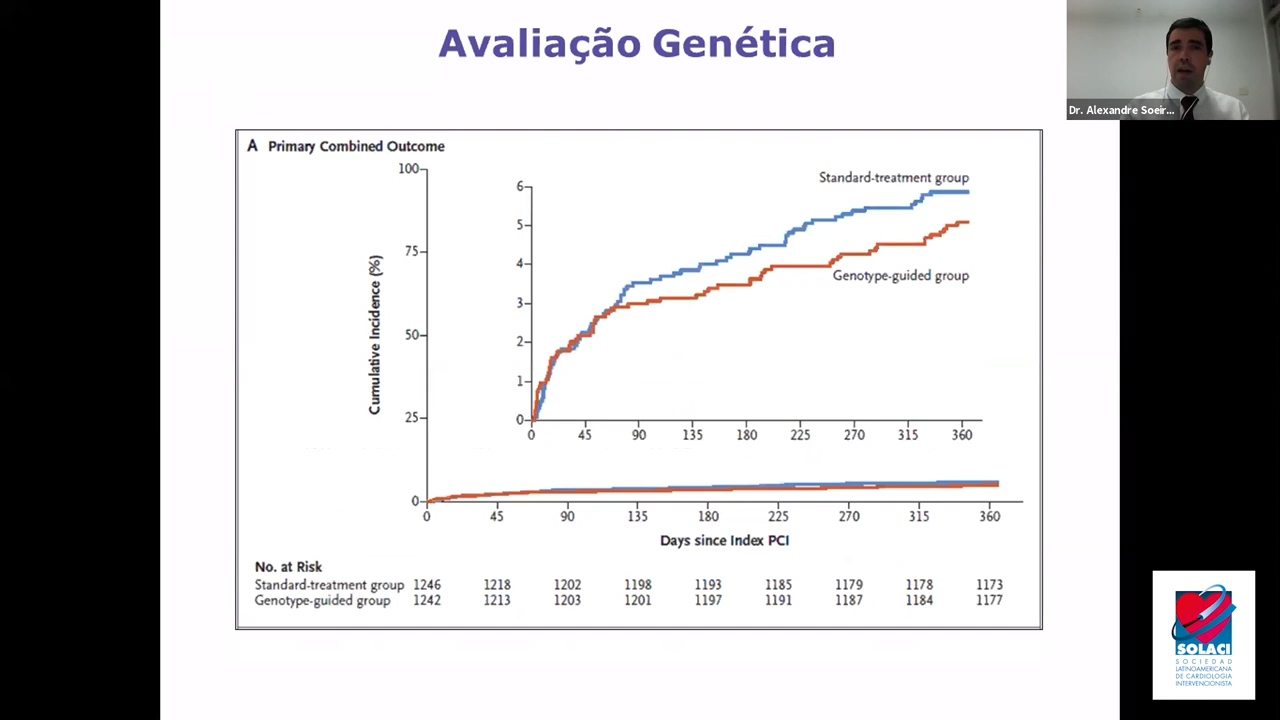 Avaliação Genética
Dr. Alexandre Soeir...
A Primary Combined Outcome
Cumulative Incidence (%)
100
75
50
25
0
6
5
4
3
2
1
0
Standard-treatment group
Genotype-guided group
0 45 90 135 180 225 270 315 360
0 45 90 135 180 225 270 315 360
Days since Index PCI
No. at Risk
Standard-treatment group 1246 1218 1202 1198 1193 1185 1179 1178 1173
Genotype-guided group 1242 1213 1203 1201 1197 1191 1187 1184 1177
SOLACI
SOCIEDAD
LATINOAMERICANA
DE CARDIOLOGIA
INTERVENCIONISTA